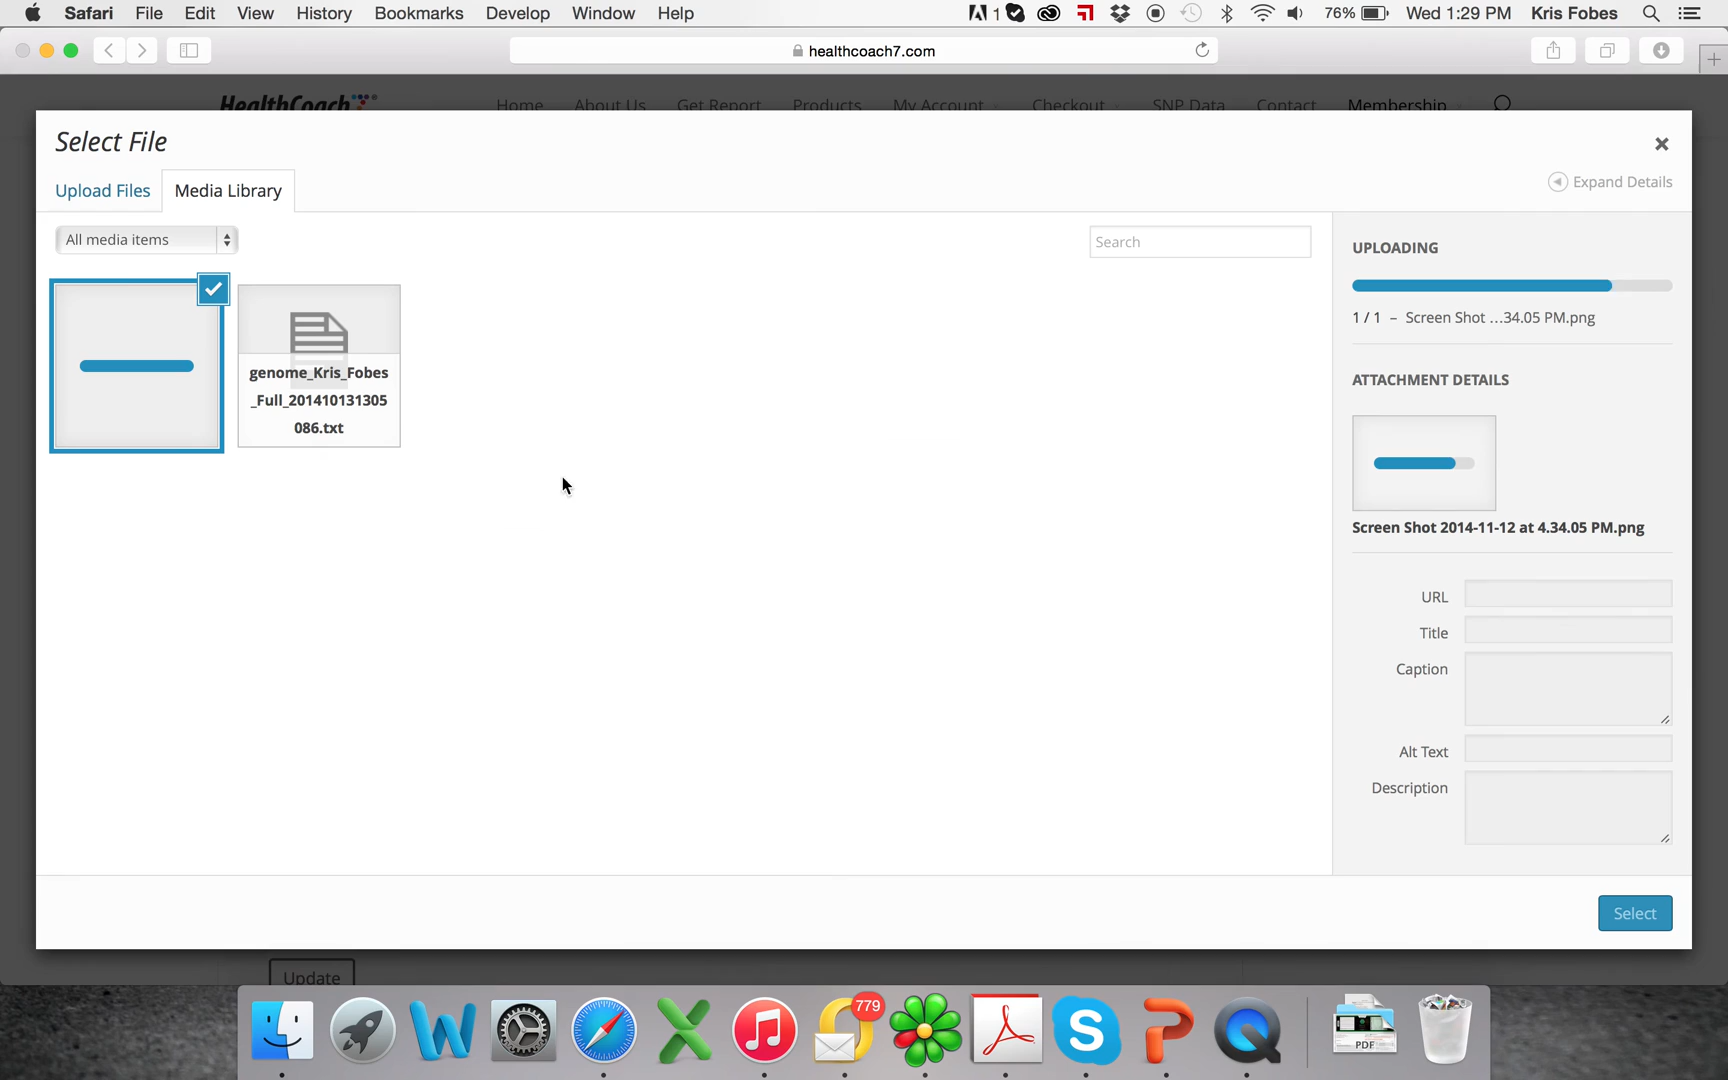 Safari File Edit View History Bookmarks Develop Window Help 1 76% Wed 1:29 PM Kris Fobes
healthcoach7.com
HealthCoach Home About Us Get Report Products My Account Checkout SNP Data Contact Membership
Select File
Expand Details
Upload Files Media Library
All media items
Search
UPLOADING
1 / 1 – Screen Shot …34.05 PM.png
genome_Kris_Fobes
_Full_201410131305
086.txt
ATTACHMENT DETAILS
Screen Shot 2014-11-12 at 4.34.05 PM.png
URL
Title
Caption
Alt Text
Description
Select
Update
779
PDF